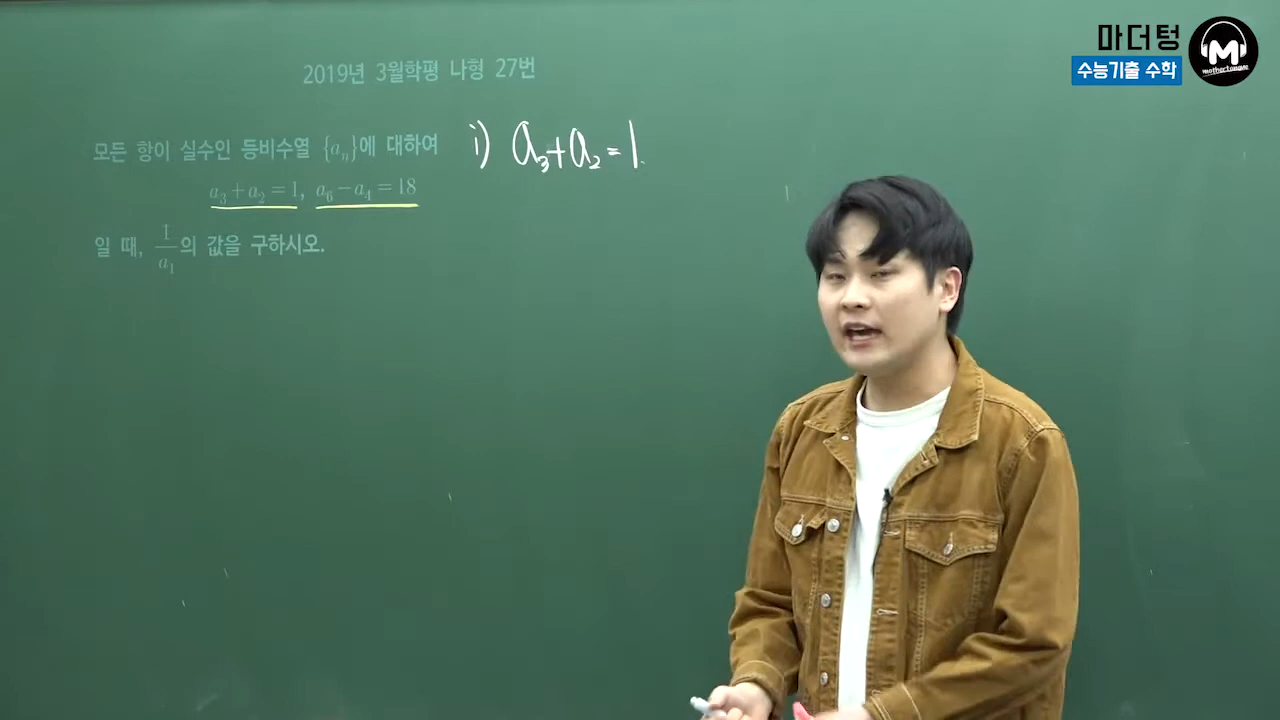 마더텅
수능기출 수학
M
mothertongue
2019년 3월학평 나형 27번
모든 항이 실수인 등비수열 {aₙ}에 대하여
a₃+a₂=1, a₆−a₄=18
일 때, 1/a₁의 값을 구하시오.
i) a₃+a₂=1.